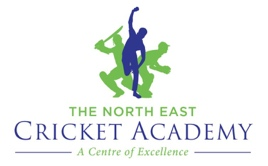 THE NORTH EAST
CRICKET ACADEMY
A Centre of Excellence